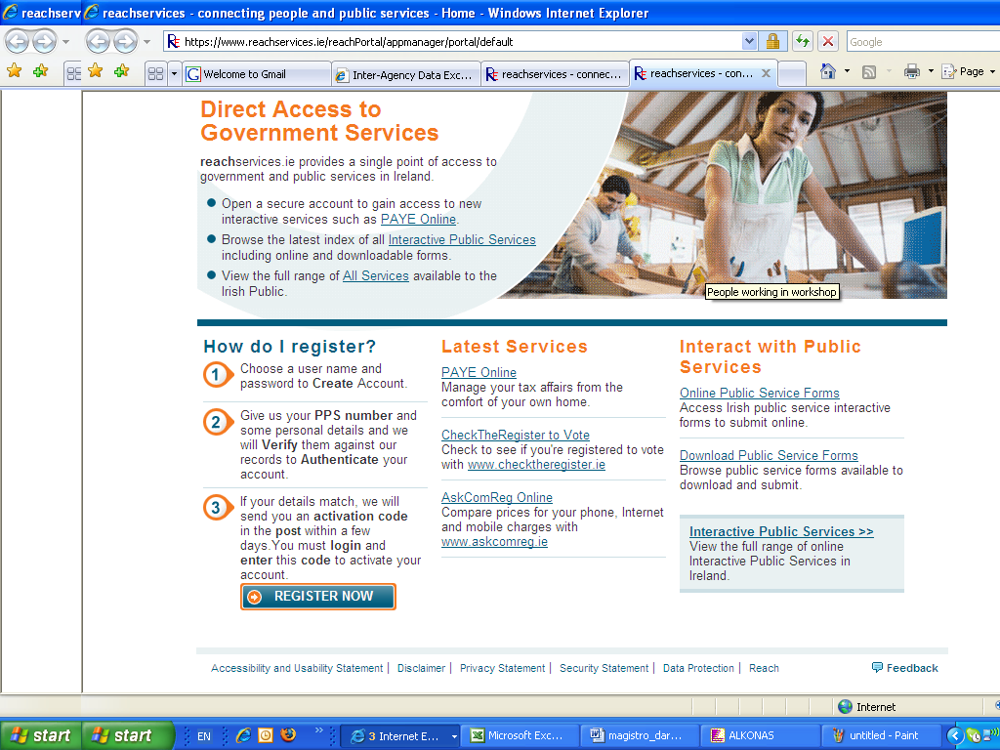 reachserv reachservices - connecting people and public services - Home - Windows Internet Explorer
https://www.reachservices.ie/reachPortal/appmanager/portal/default
Google
Welcome to Gmail
Inter-Agency Data Exc...
reachservices - connec...
reachservices - con...
Page
Direct Access to
Government Services
reachservices.ie provides a single point of access to
government and public services in Ireland.
Open a secure account to gain access to new
interactive services such as PAYE Online.
Browse the latest index of all Interactive Public Services
including online and downloadable forms.
View the full range of All Services available to the
Irish Public.
People working in workshop
How do I register?
1 Choose a user name and
password to Create Account.
2 Give us your PPS number and
some personal details and we
will Verify them against our
records to Authenticate your
account.
3 If your details match, we will
send you an activation code
in the post within a few
days.You must login and
enter this code to activate your
account.
REGISTER NOW
Latest Services
PAYE Online
Manage your tax affairs from the
comfort of your own home.
CheckTheRegister to Vote
Check to see if you're registered to vote
with www.checktheregister.ie
AskComReg Online
Compare prices for your phone, Internet
and mobile charges with
www.askcomreg.ie
Interact with Public
Services
Online Public Service Forms
Access Irish public service interactive
forms to submit online.
Download Public Service Forms
Browse public service forms available to
download and submit.
Interactive Public Services >>
View the full range of online
Interactive Public Services in
Ireland.
Accessibility and Usability Statement | Disclaimer | Privacy Statement | Security Statement | Data Protection | Reach
Feedback
Internet
start start EN 3 Internet E... Microsoft Exc... magistro_dar... ALKONAS untitled - Paint